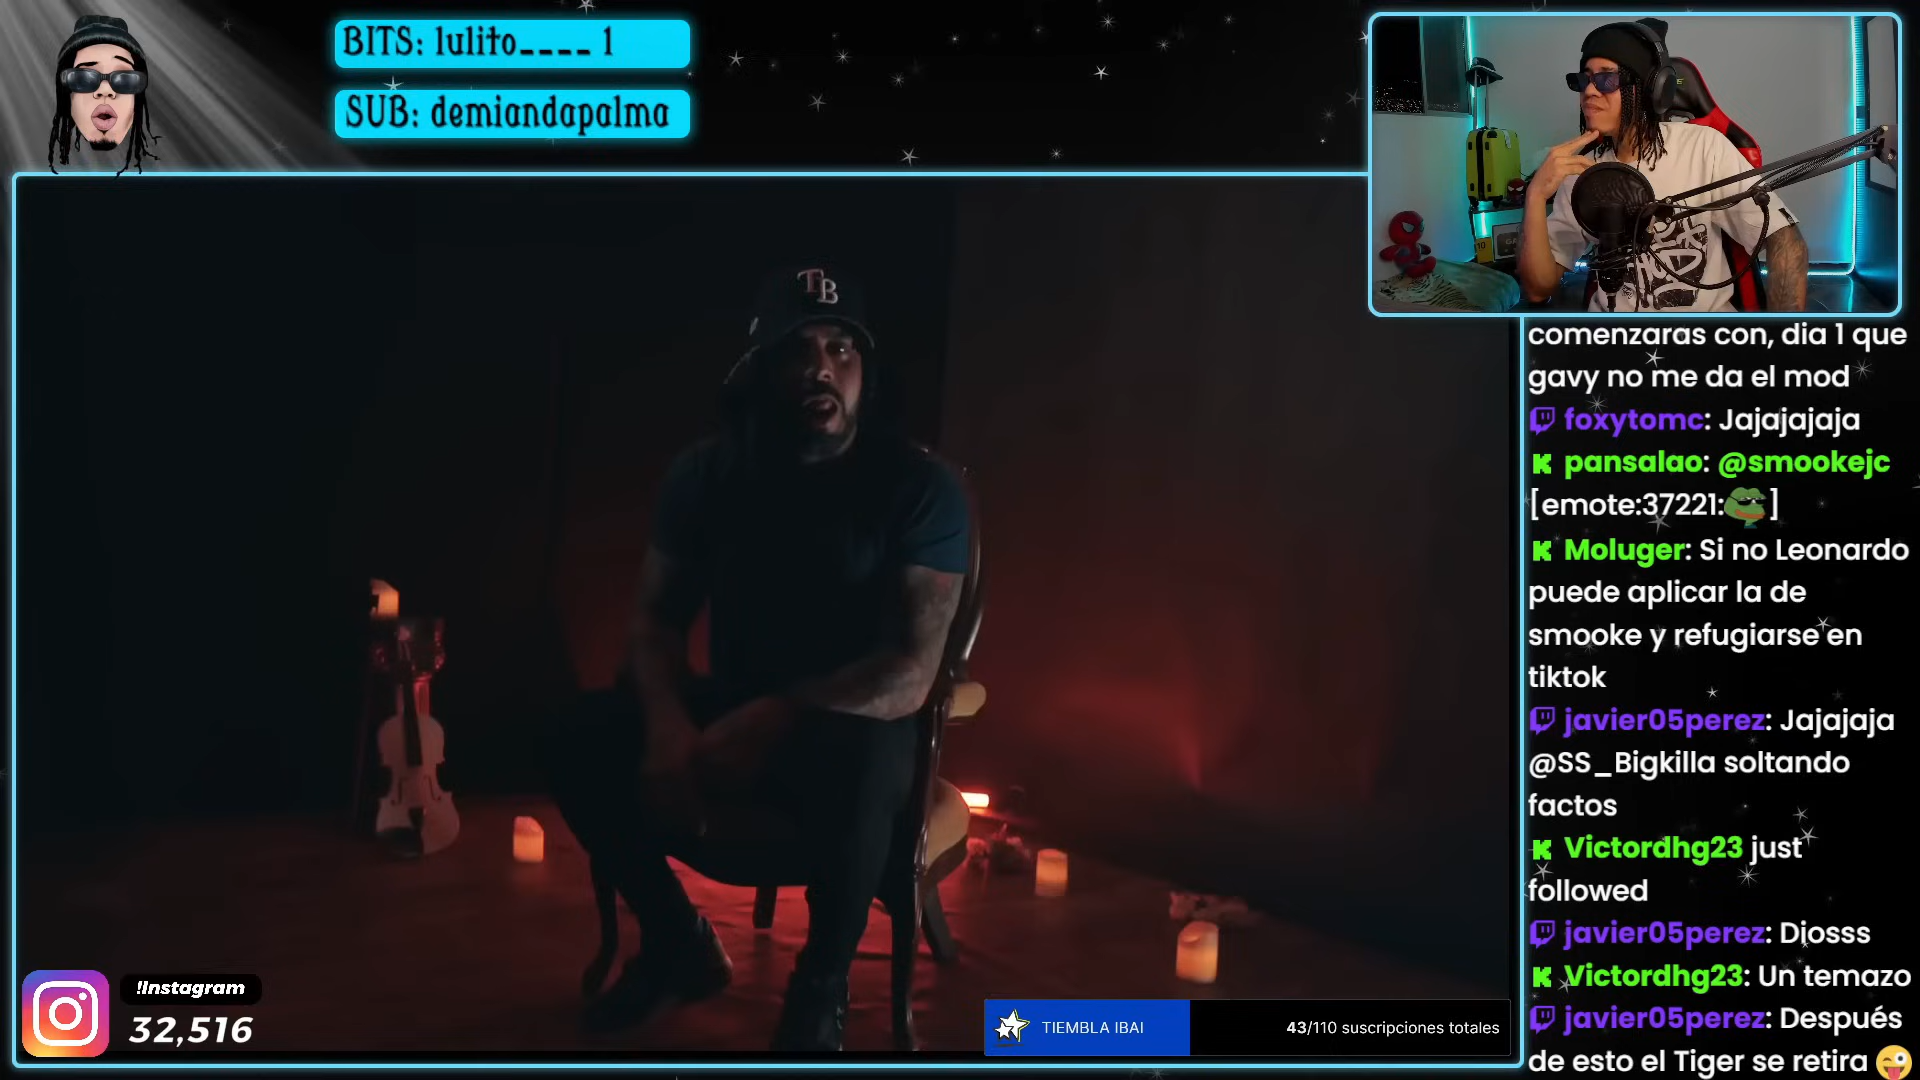 BITS: lulito____ 1
SUB: demiandapalma
TB
comenzaras con, dia 1 que
gavy no me da el mod
foxytomc: Jajajajaja
pansalao: @smookejc
[emote:37221: ]
Moluger: Si no Leonardo
puede aplicar la de
smooke y refugiarse en
tiktok
javier05perez: Jajajaja
@SS_Bigkilla soltando
factos
Victordhg23 just
followed
javier05perez: Diosss
Victordhg23: Un temazo
javier05perez: Después
de esto el Tiger se retira
!Instagram
32,516
TIEMBLA IBAI
43/110 suscripciones totales